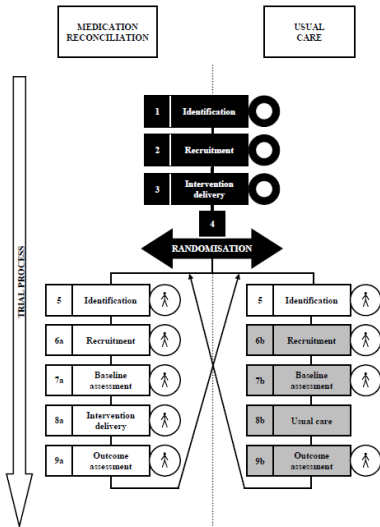 MEDICATION
RECONCILIATION
USUAL
CARE
TRIAL PROCESS
1 Identification
2 Recruitment
3 Intervention
delivery
4
RANDOMISATION
5 Identification
6a Recruitment
7a Baseline
assessment
8a Intervention
delivery
9a Outcome
assessment
5 Identification
6b Recruitment
7b Baseline
assessment
8b Usual care
9b Outcome
assessment